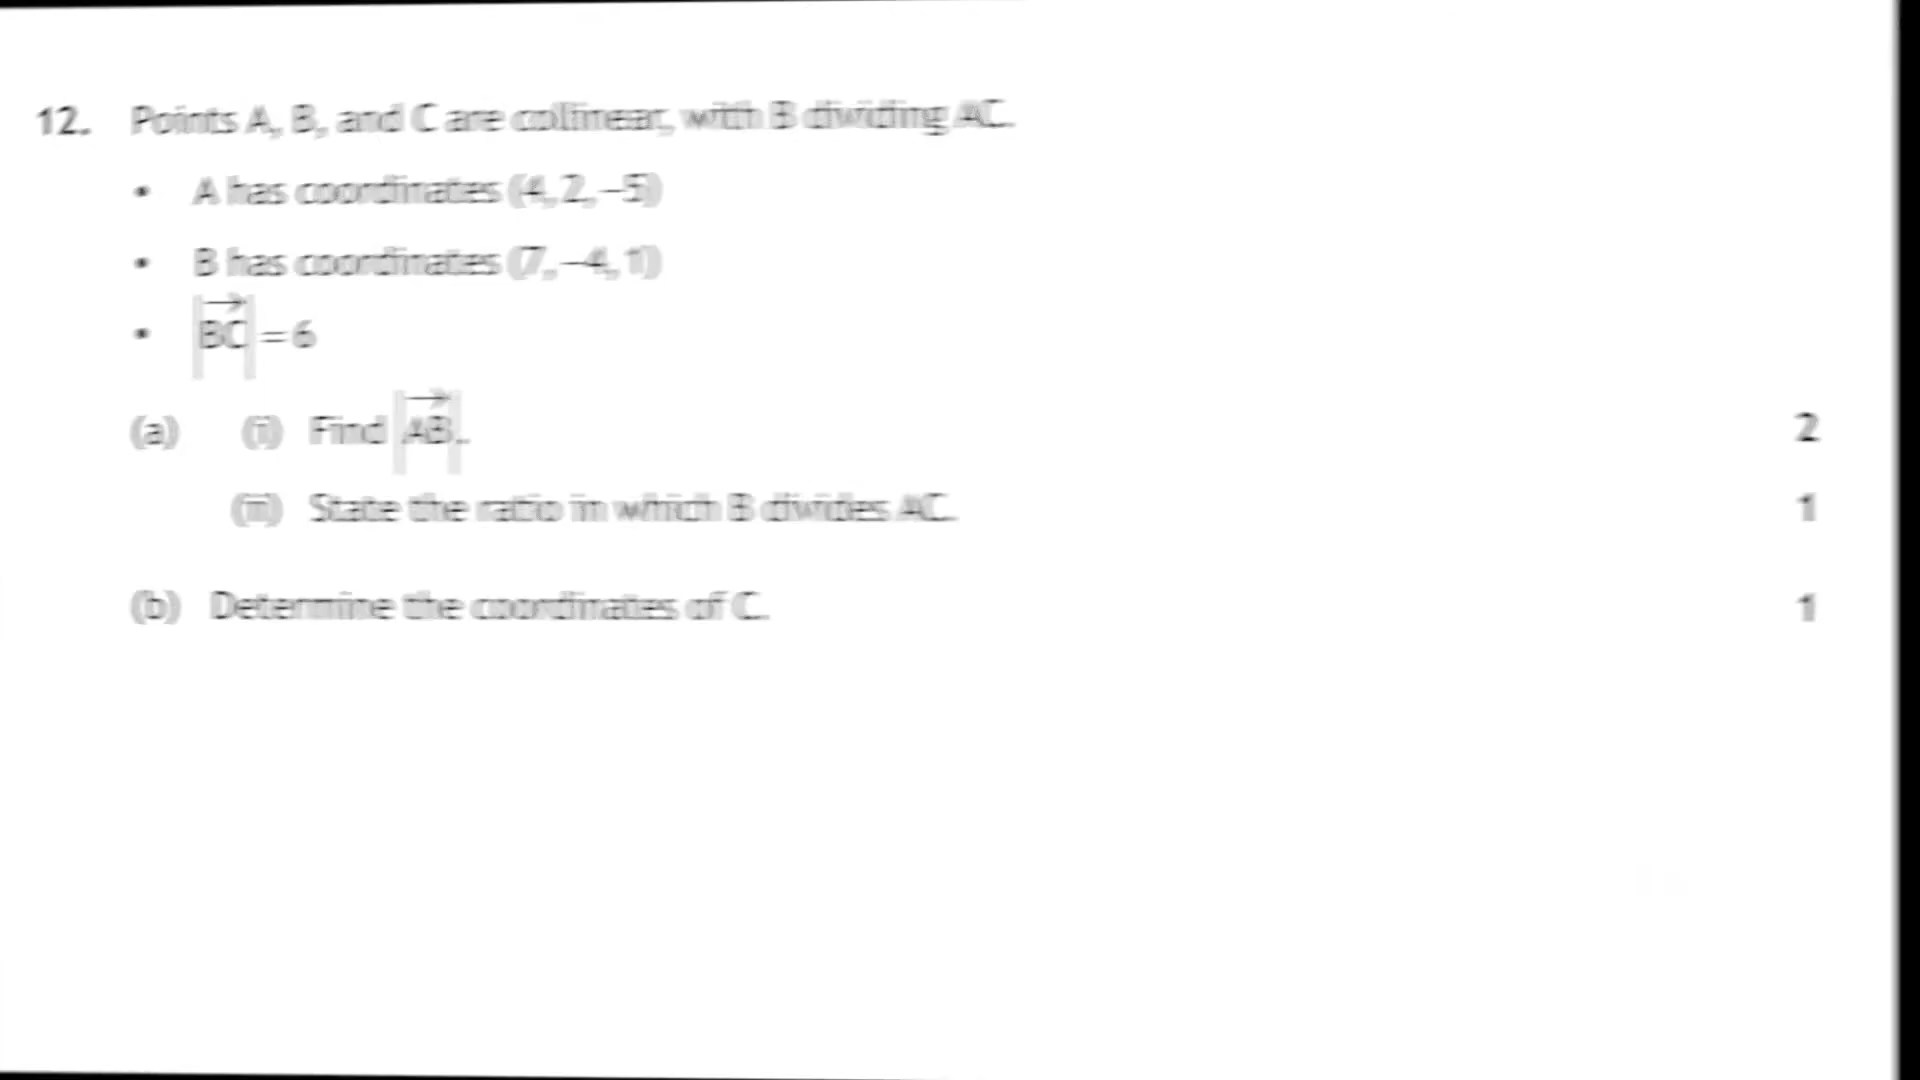 12. Points A, B, and C are collinear, with B dividing AC.
• A has coordinates (4, 2, −5)
• B has coordinates (7, −4, 1)
• |BC→| = 6
(a) (i) Find |AB→|. 2
(ii) State the ratio in which B divides AC. 1
(b) Determine the coordinates of C. 1